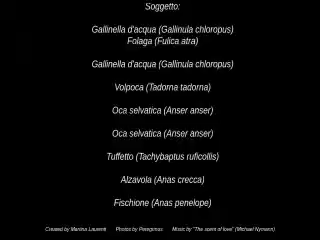 Soggetto:
Gallinella d'acqua (Gallinula chloropus)
Folaga (Fulica atra)
Gallinella d'acqua (Gallinula chloropus)
Volpoca (Tadorna tadorna)
Oca selvatica (Anser anser)
Oca selvatica (Anser anser)
Tuffetto (Tachybaptus ruficollis)
Alzavola (Anas crecca)
Fischione (Anas penelope)
Created by Marina Laurenti Photos by Peregrinus Music by "The scent of love" (Michael Nymann)